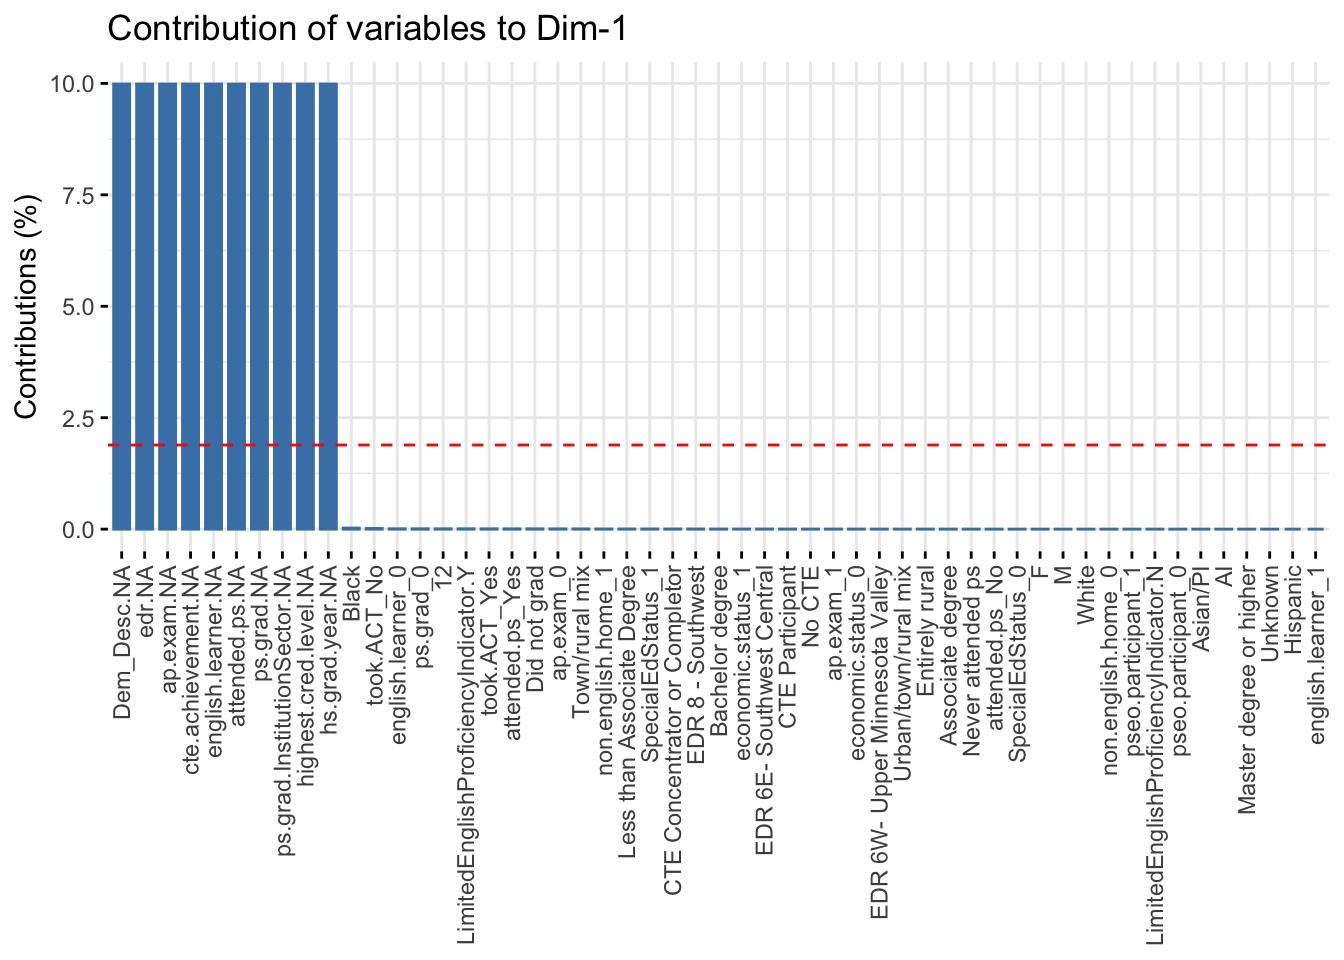 Contribution of variables to Dim-1
Contributions (%)
10.0
7.5
5.0
2.5
0.0
Dem_Desc.NA
edr.NA
ap.exam.NA
cte.achievement.NA
english.learner.NA
attended.ps.NA
ps.grad.NA
ps.grad.InstitutionSector.NA
highest.cred.level.NA
hs.grad.year.NA
Black
took.ACT_No
english.learner_0
ps.grad_0
12
LimitedEnglishProficiencyIndicator.Y
took.ACT_Yes
attended.ps_Yes
Did not grad
ap.exam_0
Town/rural mix
non.english.home_1
Less than Associate Degree
SpecialEdStatus_1
CTE Concentrator or Completor
EDR 8 - Southwest
Bachelor degree
economic.status_1
EDR 6E- Southwest Central
CTE Participant
No CTE
ap.exam_1
economic.status_0
EDR 6W- Upper Minnesota Valley
Urban/town/rural mix
Entirely rural
Associate degree
Never attended ps
attended.ps_No
SpecialEdStatus_0
F
M
White
non.english.home_0
pseo.participant_1
LimitedEnglishProficiencyIndicator.N
pseo.participant_0
Asian/PI
AI
Master degree or higher
Unknown
Hispanic
english.learner_1